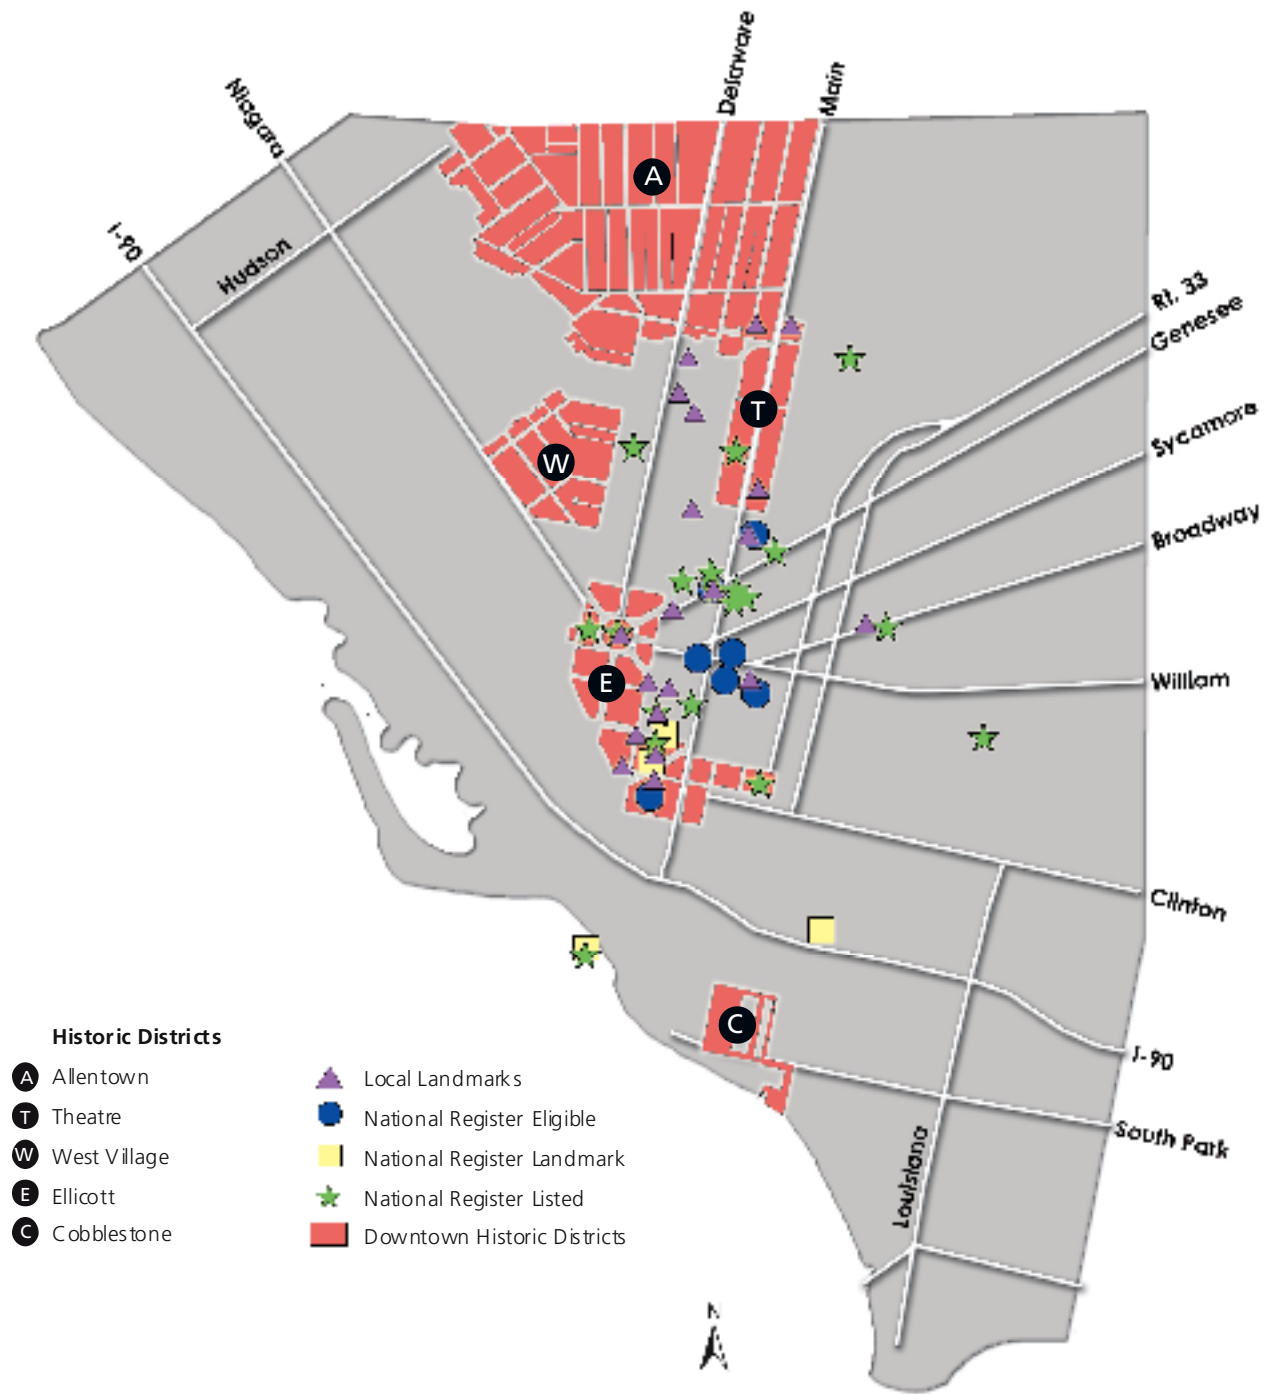 Delaware
Main
Niagara
I-90
Hudson
Rt. 33
Genesee
Sycamore
Broadway
William
Clinton
I-90
South Park
Louisiana
A
T
W
E
C
Historic Districts
A Allentown
T Theatre
W West Village
E Ellicott
C Cobblestone
Local Landmarks
National Register Eligible
National Register Landmark
National Register Listed
Downtown Historic Districts
N